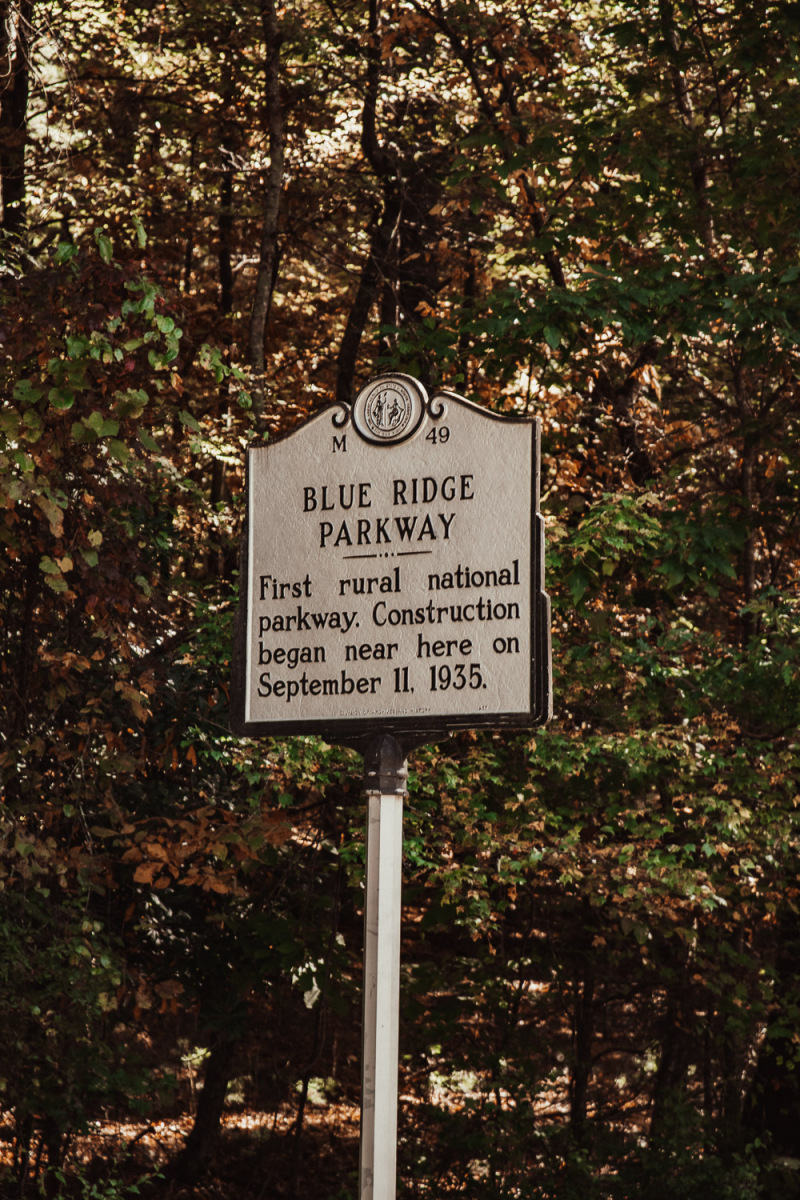 M 49
BLUE RIDGE
PARKWAY
First rural national
parkway. Construction
began near here on
September 11, 1935.